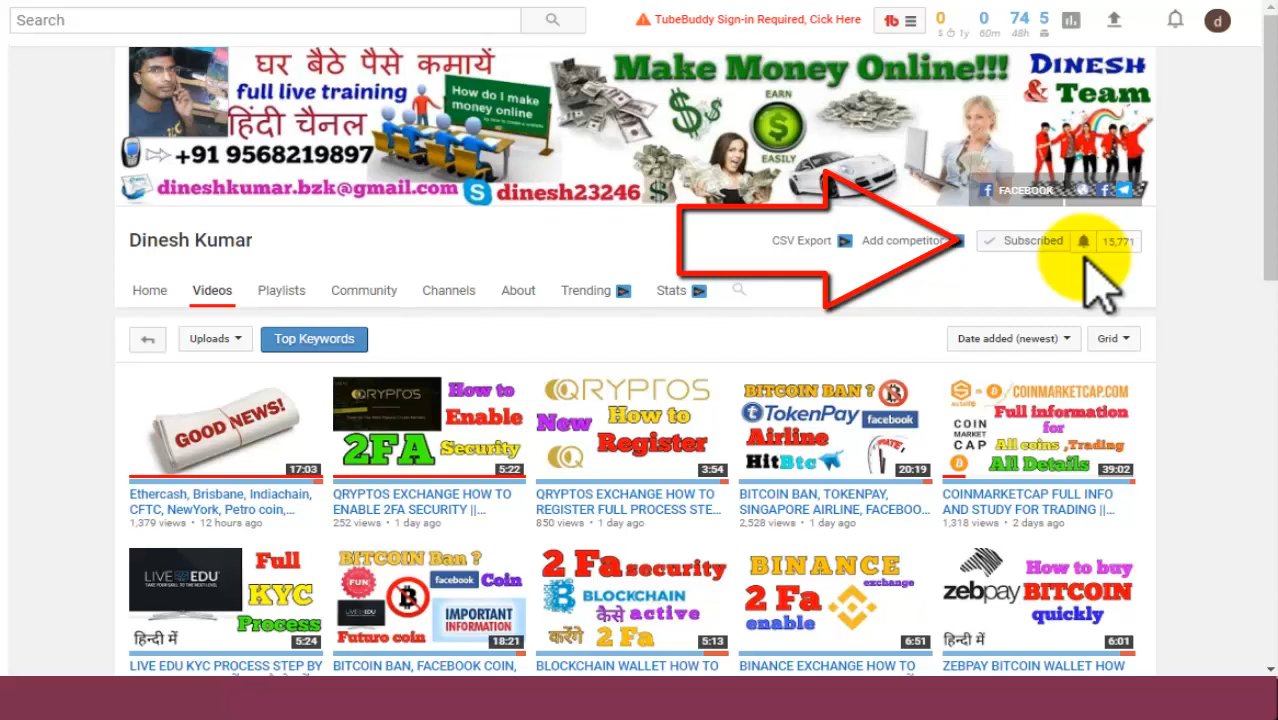 Search
TubeBuddy Sign-in Required, Cick Here
tb
0 0 74 5
$ 1y 60m 48h
d
घर बैठे पैसे कमायें
full live training
हिंदी चैनल
+91 9568219897
dineshkumar.bzk@gmail.com
dinesh23246
How do I make
money online
Make Money Online!!!
EARN
$
EASILY
DINESH
& Team
FACEBOOK
Dinesh Kumar
CSV Export
Add competitor
Subscribed
15,771
Home Videos Playlists Community Channels About Trending Stats
Uploads
Top Keywords
Date added (newest)
Grid
GOOD NEWS!
17:03
QRYPTOS
How to
Enable
2FA Security
5:22
QRYPTOS
New How to
Register
3:54
BITCOIN BAN ?
TokenPay facebook
Airline
HitBtc
20:19
COINMARKETCAP.COM
Full information
for
COIN
MARKET
CAP
All coins ,Trading
All Details
39:02
Ethercash, Brisbane, Indiachain,
CFTC, NewYork, Petro coin,...
1,379 views • 12 hours ago
QRYPTOS EXCHANGE HOW TO
ENABLE 2FA SECURITY ||...
252 views • 1 day ago
QRYPTOS EXCHANGE HOW TO
REGISTER FULL PROCESS STE...
850 views • 1 day ago
BITCOIN BAN, TOKENPAY,
SINGAPORE AIRLINE, FACEBOO...
2,528 views • 1 day ago
COINMARKETCAP FULL INFO
AND STUDY FOR TRADING ||...
1,318 views • 2 days ago
LIVE EDU
Full
KYC
Process
हिन्दी में
5:24
BITCOIN Ban ?
FUN
facebook Coin
IMPORTANT
INFORMATION
Futuro coin
18:21
2 Fa security
BLOCKCHAIN
कैसे active
करेंगे 2 Fa
5:13
BINANCE
exchange
2 Fa
enable
6:51
How to buy
zebpay BITCOIN
quickly
हिन्दी में
6:01
LIVE EDU KYC PROCESS STEP BY
BITCOIN BAN, FACEBOOK COIN,
BLOCKCHAIN WALLET HOW TO
BINANCE EXCHANGE HOW TO
ZEBPAY BITCOIN WALLET HOW